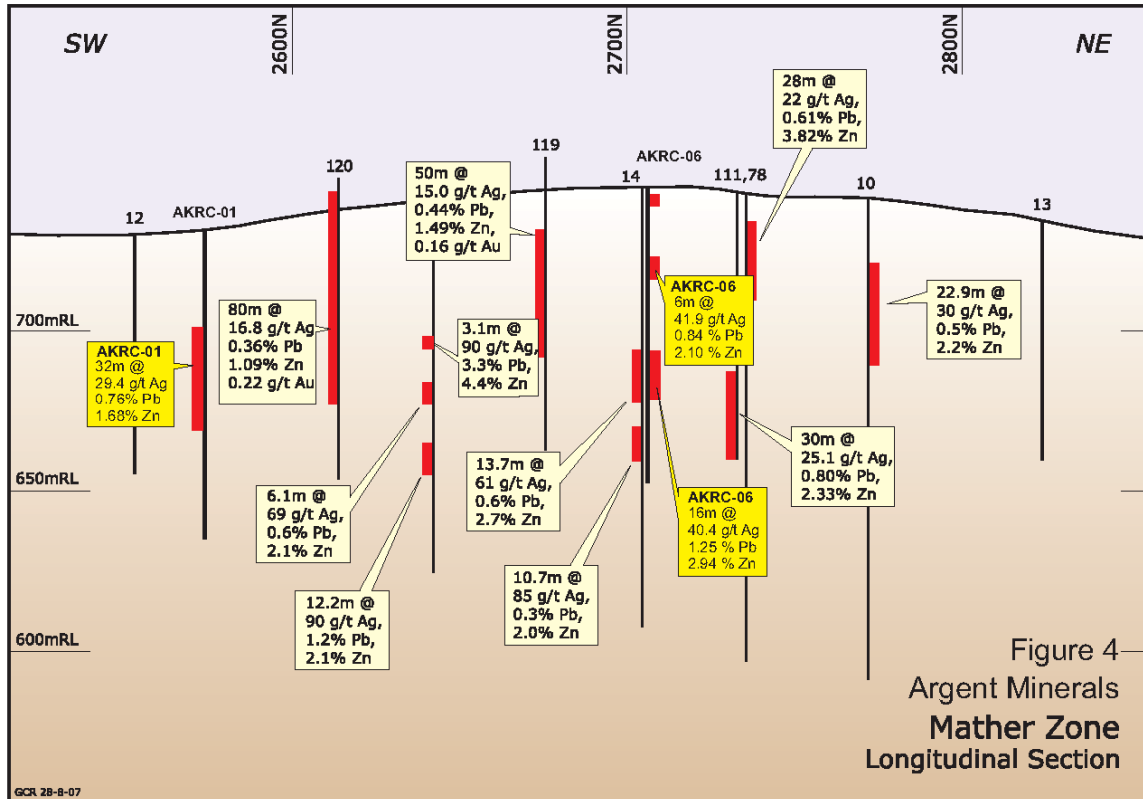 SW
2600N
2700N
2800N
NE
28m @
22 g/t Ag,
0.61% Pb,
3.82% Zn
119
AKRC-06
120
50m @
15.0 g/t Ag,
0.44% Pb,
1.49% Zn,
0.16 g/t Au
14
111,78
10
12
AKRC-01
13
AKRC-06
6m @
41.9 g/t Ag
0.84 % Pb
2.10 % Zn
22.9m @
30 g/t Ag,
0.5% Pb,
2.2% Zn
80m @
16.8 g/t Ag
0.36% Pb
1.09% Zn
0.22 g/t Au
3.1m @
90 g/t Ag,
3.3% Pb,
4.4% Zn
700mRL
AKRC-01
32m @
29.4 g/t Ag
0.76% Pb
1.68% Zn
30m @
25.1 g/t Ag,
0.80% Pb,
2.33% Zn
13.7m @
61 g/t Ag,
0.6% Pb,
2.7% Zn
650mRL
6.1m @
69 g/t Ag,
0.6% Pb,
2.1% Zn
AKRC-06
16m @
40.4 g/t Ag
1.25 % Pb
2.94 % Zn
10.7m @
85 g/t Ag,
0.3% Pb,
2.0% Zn
12.2m @
90 g/t Ag,
1.2% Pb,
2.1% Zn
600mRL
Figure 4
Argent Minerals
Mather Zone
Longitudinal Section
GCR 28-8-07